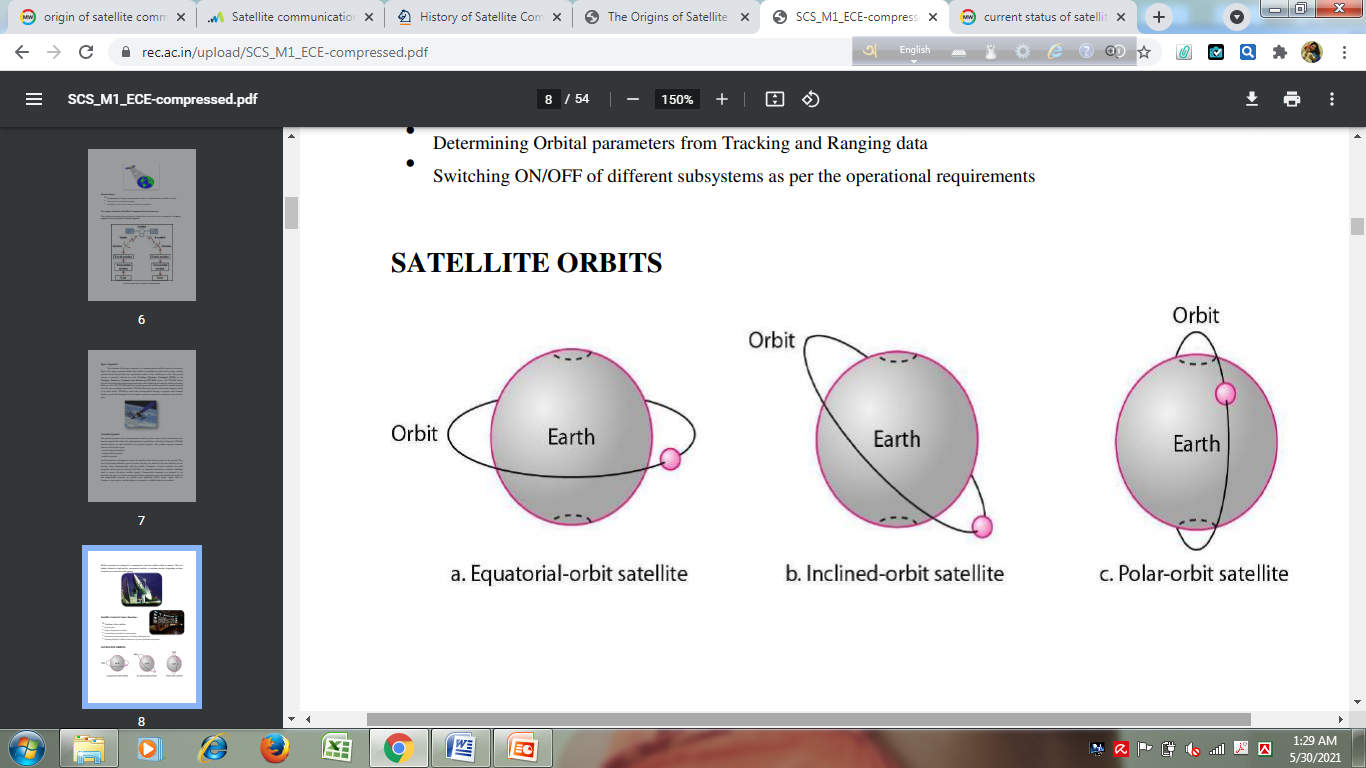 origin of satellite comm
Satellite communicatio
History of Satellite Com
The Origins of Satellite
SCS_M1_ECE-compress
current status of satellit
rec.ac.in/upload/SCS_M1_ECE-compressed.pdf
English
SCS_M1_ECE-compressed.pdf
8 / 54
150%
6
7
8
Determining Orbital parameters from Tracking and Ranging data
Switching ON/OFF of different subsystems as per the operational requirements
SATELLITE ORBITS
Orbit
Earth
a. Equatorial-orbit satellite
Orbit
Earth
b. Inclined-orbit satellite
Orbit
Earth
c. Polar-orbit satellite
1:29 AM
5/30/2021